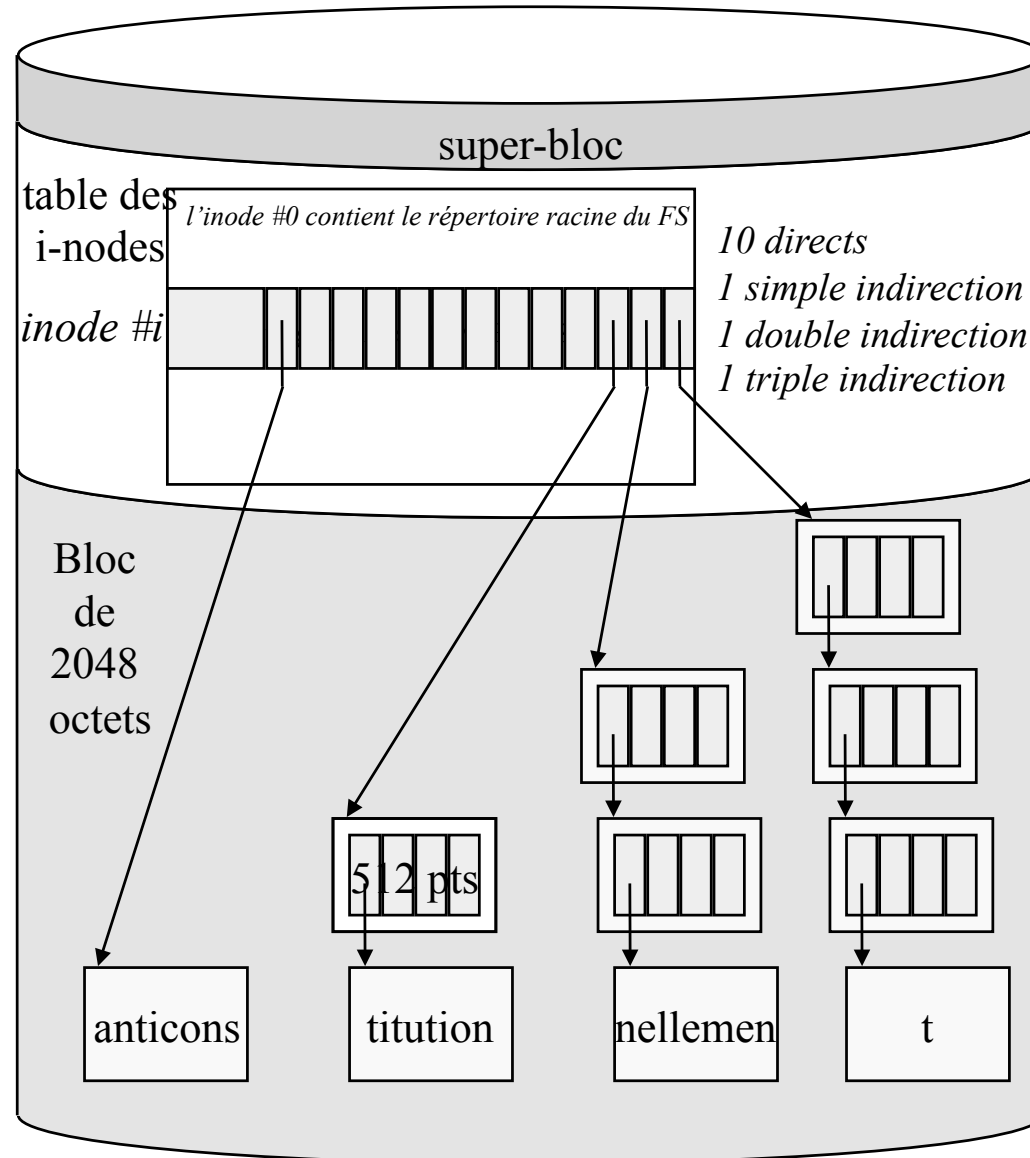 super-bloc
table des
i-nodes
l’inode #0 contient le répertoire racine du FS
inode #i
10 directs
1 simple indirection
1 double indirection
1 triple indirection
Bloc
de
2048
octets
512 pts
anticons
titution
nellemen
t